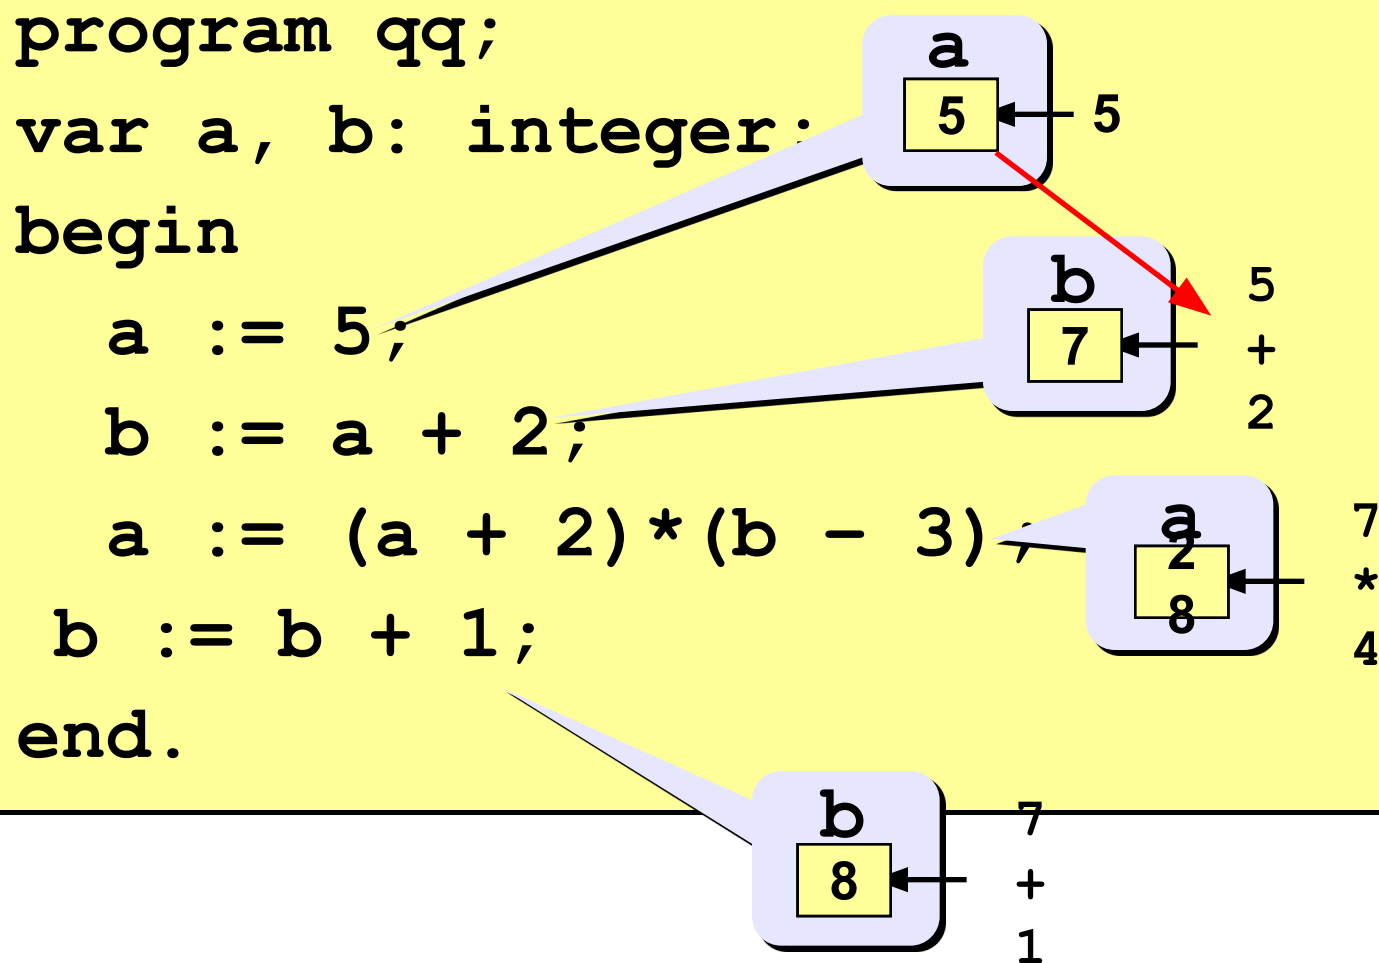 program qq;
var a, b: integer;
begin
a := 5;
b := a + 2;
a := (a + 2)*(b – 3);
b := b + 1;
end.
a
5
5
b
7
5
+
2
a
2
8
7
*
4
b
8
7
+
1